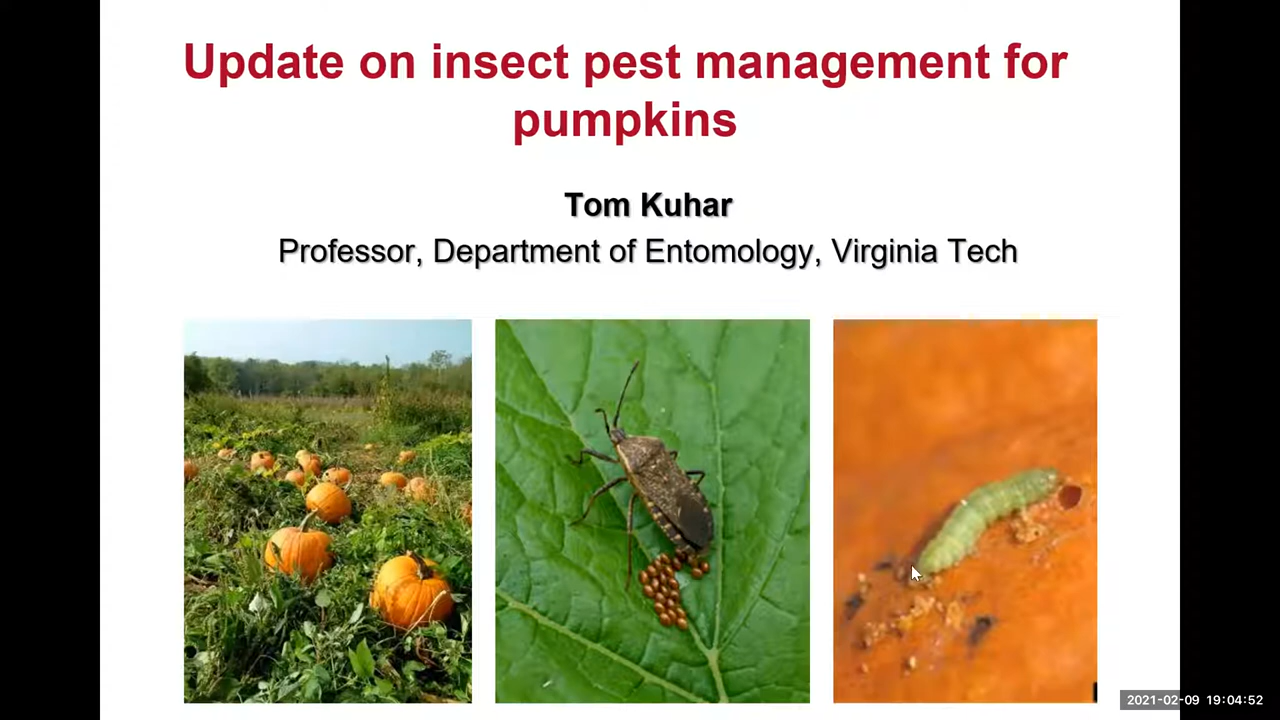 Update on insect pest management for
pumpkins
Tom Kuhar
Professor, Department of Entomology, Virginia Tech
2021-02-09 19:04:52